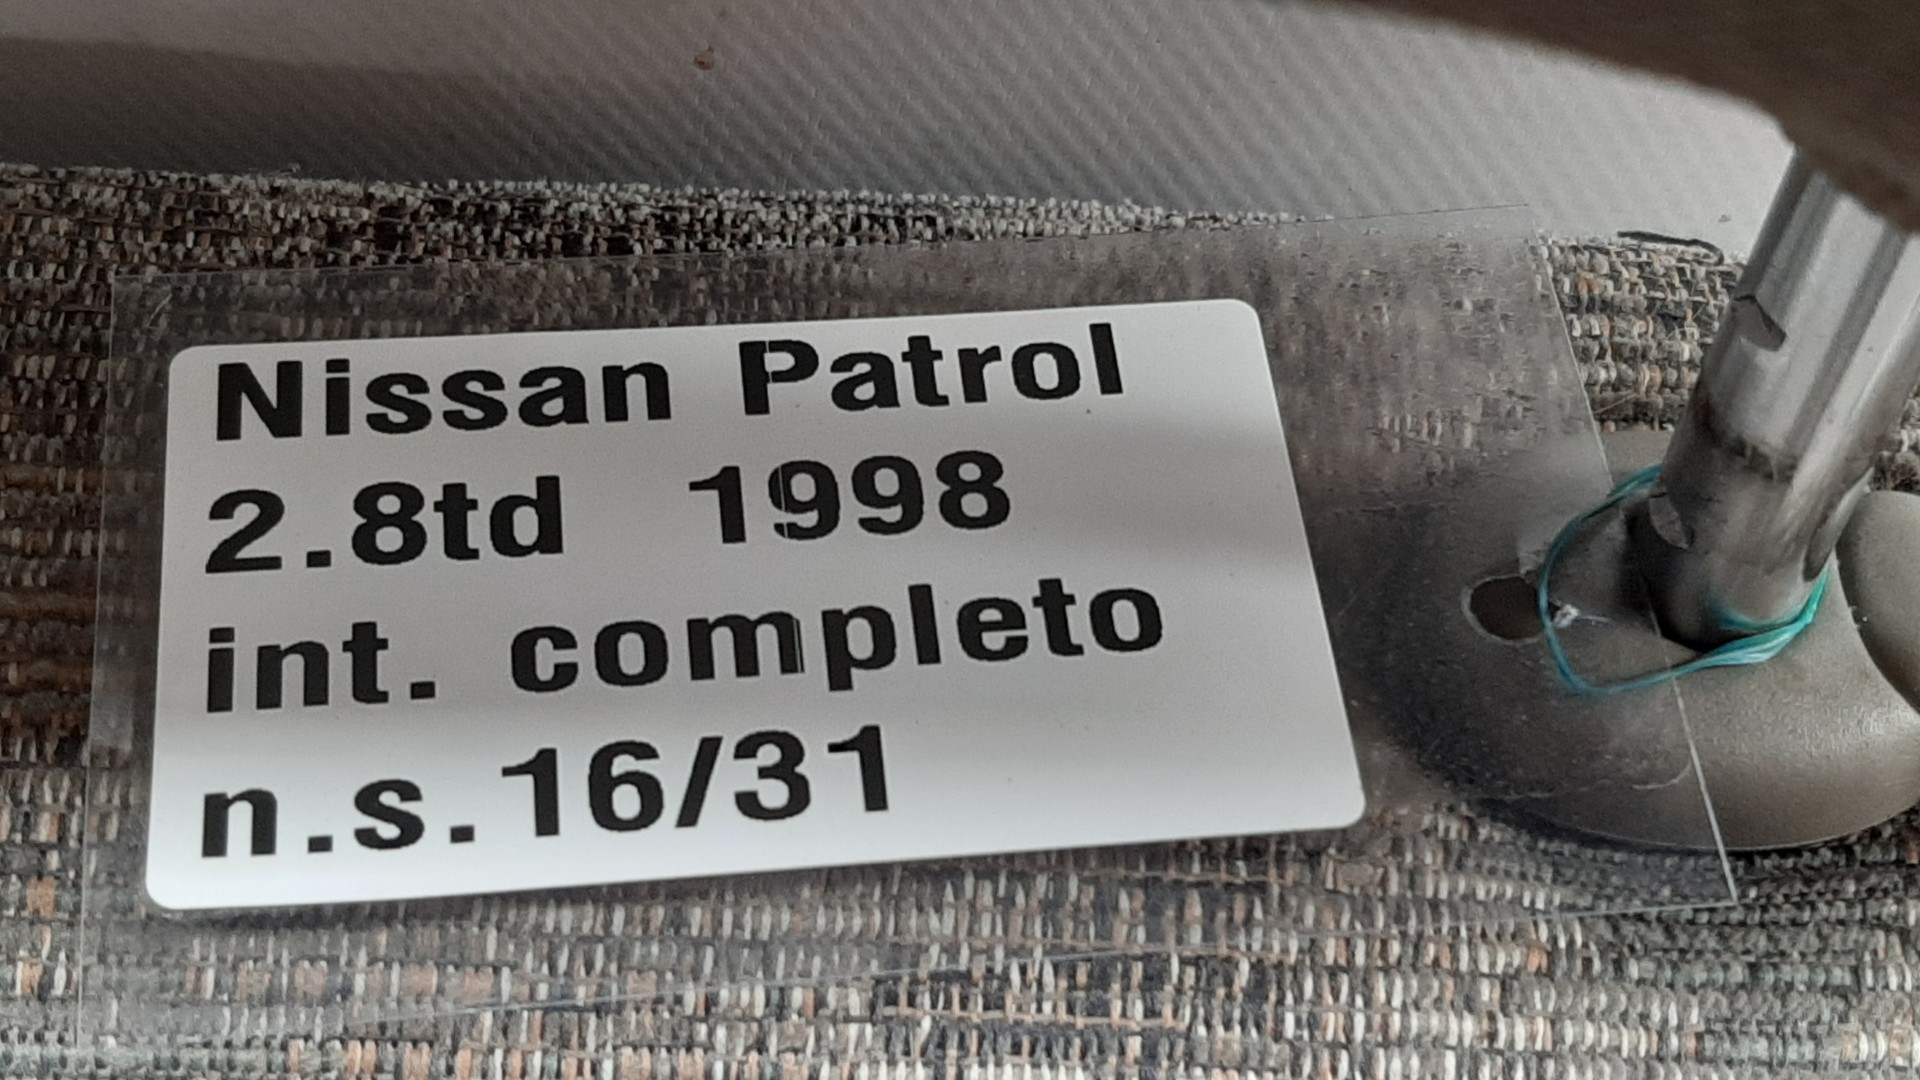 Nissan Patrol
2.8td 1998
int. completo
n.s.16/31